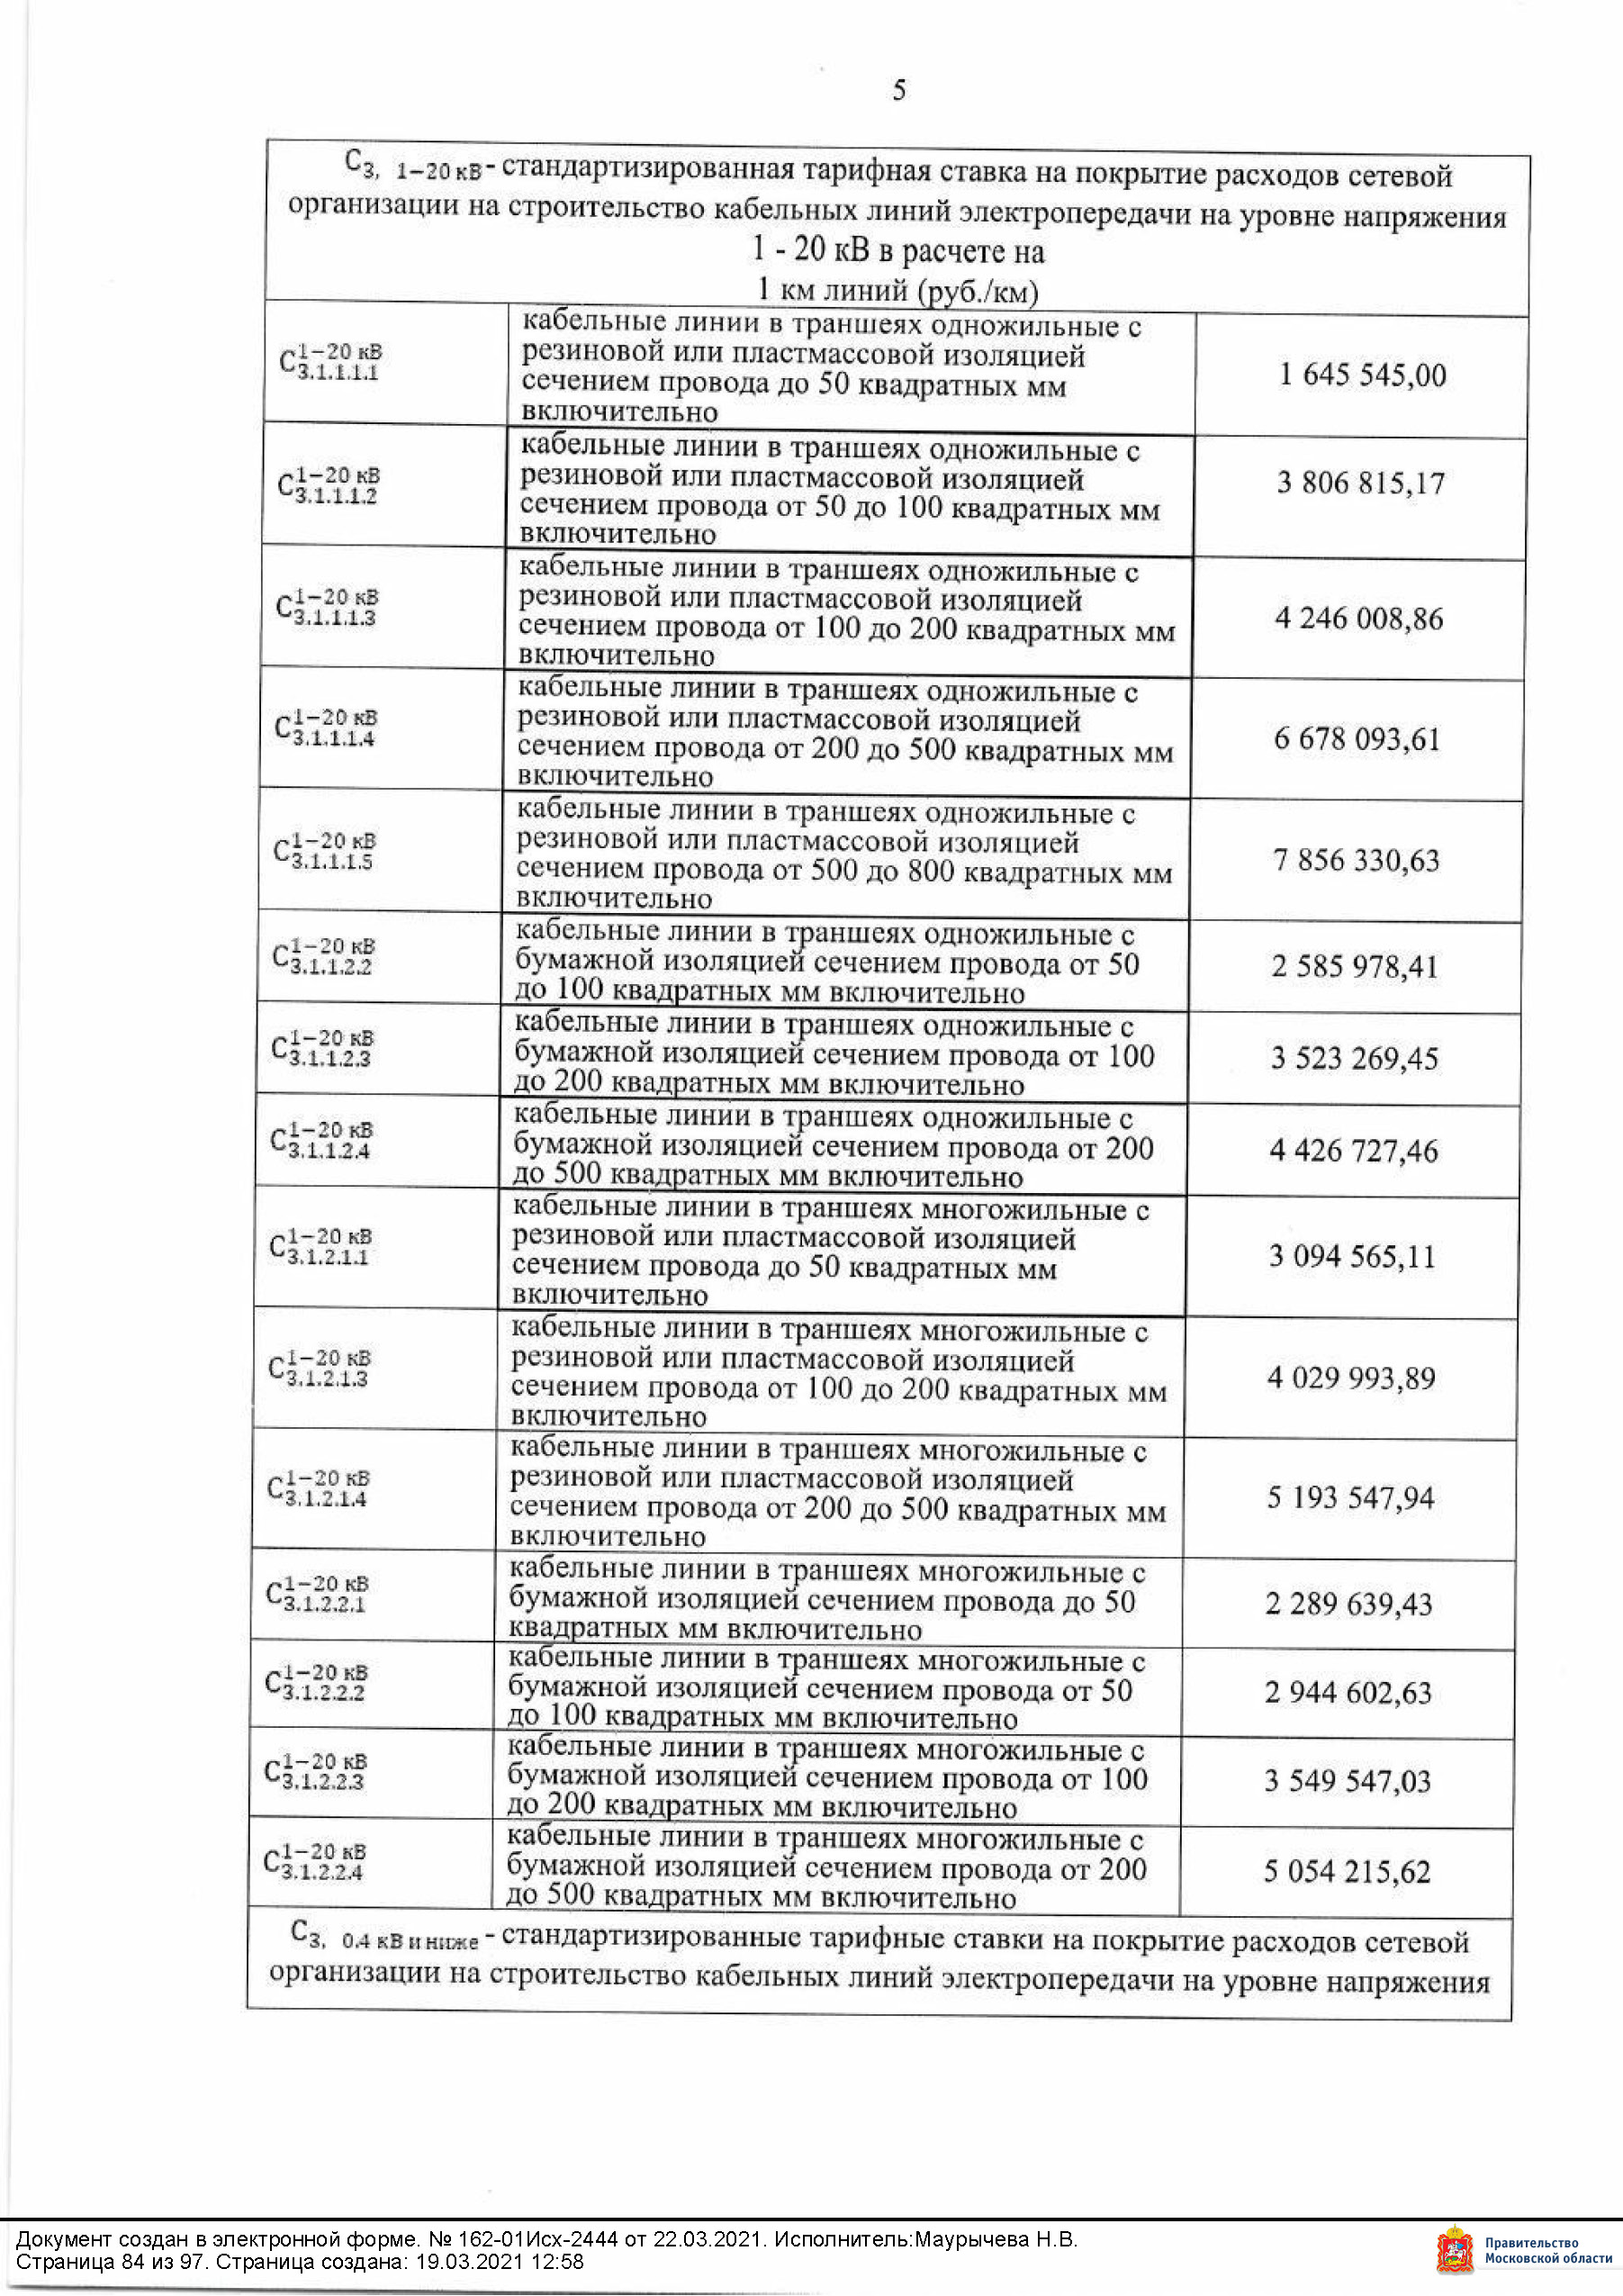 5
С3, 1–20 кВ - стандартизированная тарифная ставка на покрытие расходов сетевой
организации на строительство кабельных линий электропередачи на уровне напряжения
1 - 20 кВ в расчете на
1 км линий (руб./км)
С 1–20 кВ 3.1.1.1.1
кабельные линии в траншеях одножильные с
резиновой или пластмассовой изоляцией
сечением провода до 50 квадратных мм
включительно
1 645 545,00
С 1–20 кВ 3.1.1.1.2
кабельные линии в траншеях одножильные с
резиновой или пластмассовой изоляцией
сечением провода от 50 до 100 квадратных мм
включительно
3 806 815,17
С 1–20 кВ 3.1.1.1.3
кабельные линии в траншеях одножильные с
резиновой или пластмассовой изоляцией
сечением провода от 100 до 200 квадратных мм
включительно
4 246 008,86
С 1–20 кВ 3.1.1.1.4
кабельные линии в траншеях одножильные с
резиновой или пластмассовой изоляцией
сечением провода от 200 до 500 квадратных мм
включительно
6 678 093,61
С 1–20 кВ 3.1.1.1.5
кабельные линии в траншеях одножильные с
резиновой или пластмассовой изоляцией
сечением провода от 500 до 800 квадратных мм
включительно
7 856 330,63
С 1–20 кВ 3.1.1.2.2
кабельные линии в траншеях одножильные с
бумажной изоляцией сечением провода от 50
до 100 квадратных мм включительно
2 585 978,41
С 1–20 кВ 3.1.1.2.3
кабельные линии в траншеях одножильные с
бумажной изоляцией сечением провода от 100
до 200 квадратных мм включительно
3 523 269,45
С 1–20 кВ 3.1.1.2.4
кабельные линии в траншеях одножильные с
бумажной изоляцией сечением провода от 200
до 500 квадратных мм включительно
4 426 727,46
С 1–20 кВ 3.1.2.1.1
кабельные линии в траншеях многожильные с
резиновой или пластмассовой изоляцией
сечением провода до 50 квадратных мм
включительно
3 094 565,11
С 1–20 кВ 3.1.2.1.3
кабельные линии в траншеях многожильные с
резиновой или пластмассовой изоляцией
сечением провода от 100 до 200 квадратных мм
включительно
4 029 993,89
С 1–20 кВ 3.1.2.1.4
кабельные линии в траншеях многожильные с
резиновой или пластмассовой изоляцией
сечением провода от 200 до 500 квадратных мм
включительно
5 193 547,94
С 1–20 кВ 3.1.2.2.1
кабельные линии в траншеях многожильные с
бумажной изоляцией сечением провода до 50
квадратных мм включительно
2 289 639,43
С 1–20 кВ 3.1.2.2.2
кабельные линии в траншеях многожильные с
бумажной изоляцией сечением провода от 50
до 100 квадратных мм включительно
2 944 602,63
С 1–20 кВ 3.1.2.2.3
кабельные линии в траншеях многожильные с
бумажной изоляцией сечением провода от 100
до 200 квадратных мм включительно
3 549 547,03
С 1–20 кВ 3.1.2.2.4
кабельные линии в траншеях многожильные с
бумажной изоляцией сечением провода от 200
до 500 квадратных мм включительно
5 054 215,62
С3, 0.4 кВ и ниже - стандартизированные тарифные ставки на покрытие расходов сетевой
организации на строительство кабельных линий электропередачи на уровне напряжения
Документ создан в электронной форме. № 162-01Исх-2444 от 22.03.2021. Исполнитель:Маурычева Н.В.
Страница 84 из 97. Страница создана: 19.03.2021 12:58
Правительство
Московской области